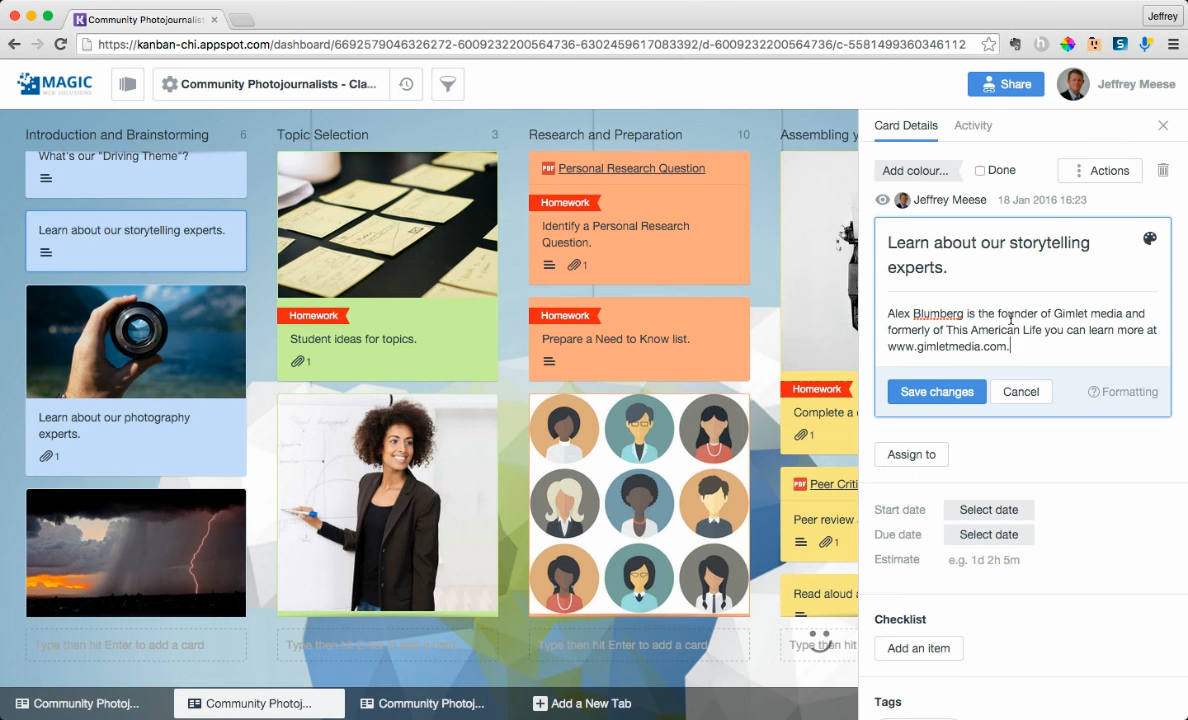 Community Photojournalis
Jeffrey
https://kanban-chi.appspot.com/dashboard/6692579046326272-6009232200564736-6302459617083392/d-6009232200564736/c-5581499360346112
MAGIC
WEB SOLUTIONS
Community Photojournalists - Cla...
Share
Jeffrey Meese
Introduction and Brainstorming 6
What's our "Driving Theme"?
Learn about our storytelling experts.
Learn about our photography
experts.
1
Type then hit Enter to add a card
Topic Selection 3
Homework
Student ideas for topics.
1
Type then hit Enter to add a card
Research and Preparation 10
PDF Personal Research Question
Homework
Identify a Personal Research
Question.
1
Homework
Prepare a Need to Know list.
Type then hit Enter to add a card
Assembling y
Homework
Complete a
1
PDF Peer Criti
Peer review
1
Read aloud a
Type then hit
Card Details Activity
Add colour... Done Actions
Jeffrey Meese 18 Jan 2016 16:23
Learn about our storytelling
experts.
Alex Blumberg is the founder of Gimlet media and
formerly of This American Life you can learn more at
www.gimletmedia.com.
Save changes Cancel Formatting
Assign to
Start date Select date
Due date Select date
Estimate e.g. 1d 2h 5m
Checklist
Add an item
Tags
Community Photoj...
Community Photoj...
Community Photoj...
Add a New Tab